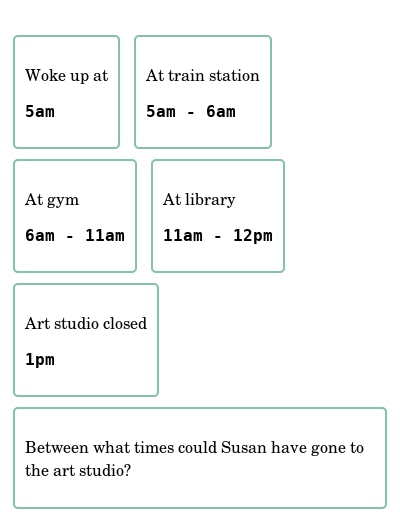 Woke up at
5am
At train station
5am - 6am
At gym
6am - 11am
At library
11am - 12pm
Art studio closed
1pm
Between what times could Susan have gone to
the art studio?